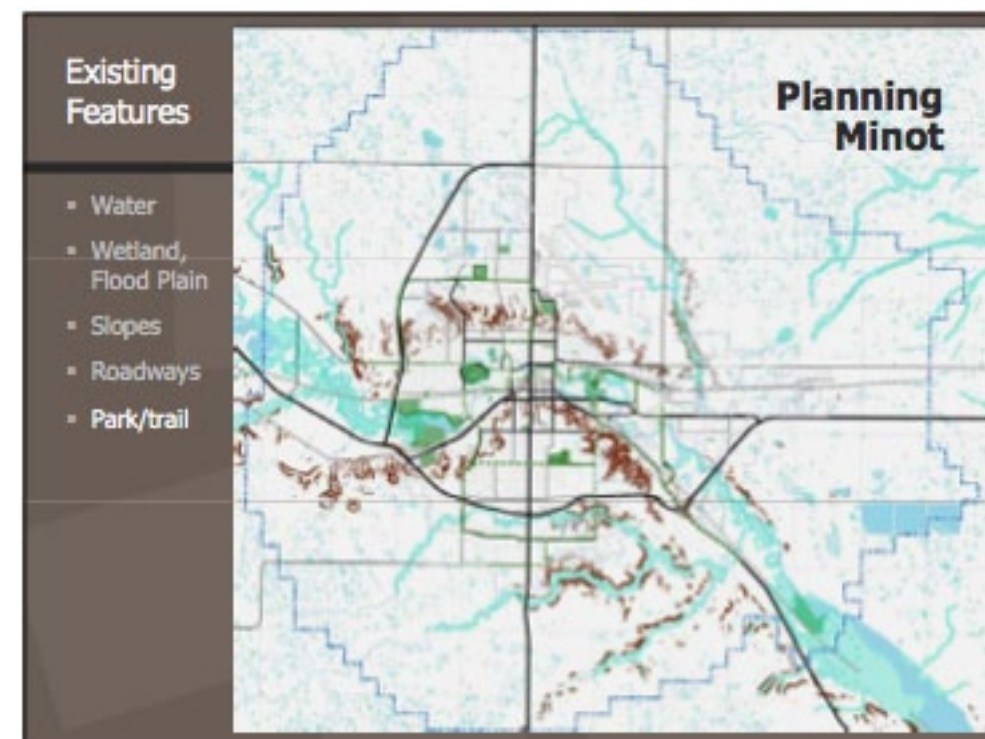 Existing
Features
Planning
Minot
▪ Water
▪ Wetland,
Flood Plain
▪ Slopes
▪ Roadways
▪ Park/trail